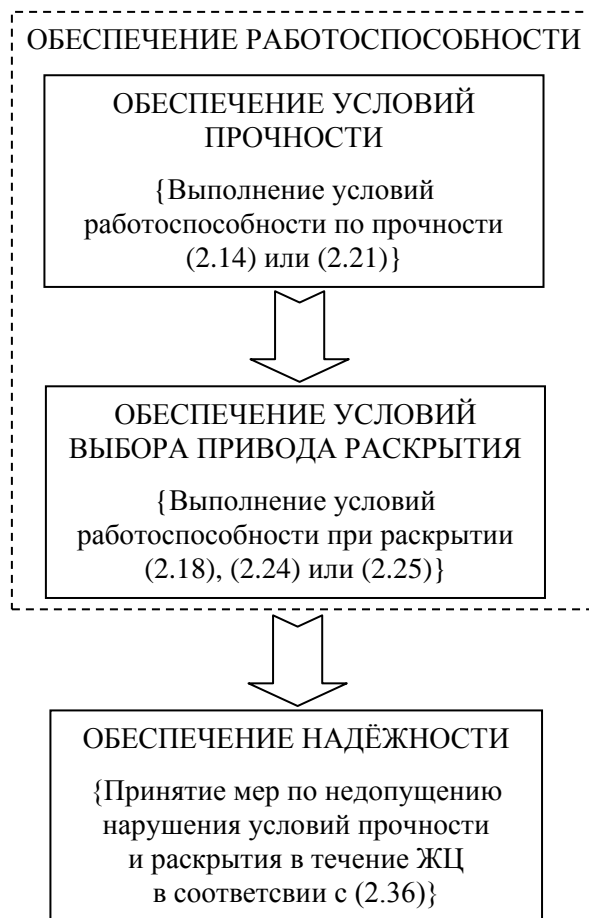 ОБЕСПЕЧЕНИЕ РАБОТОСПОСОБНОСТИ
ОБЕСПЕЧЕНИЕ УСЛОВИЙ
ПРОЧНОСТИ
{Выполнение условий
работоспособности по прочности
(2.14) или (2.21)}
ОБЕСПЕЧЕНИЕ УСЛОВИЙ
ВЫБОРА ПРИВОДА РАСКРЫТИЯ
{Выполнение условий
работоспособности при раскрытии
(2.18), (2.24) или (2.25)}
ОБЕСПЕЧЕНИЕ НАДЁЖНОСТИ
{Принятие мер по недопущению
нарушения условий прочности
и раскрытия в течение ЖЦ
в соответсвии с (2.36)}